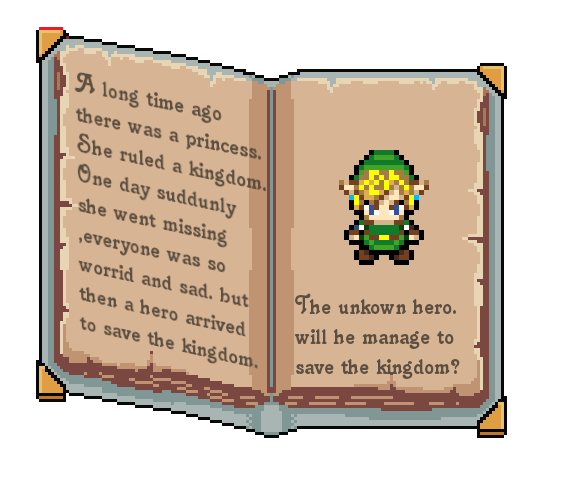 A long time ago
there was a princess.
She ruled a kingdom.
One day suddunly
she went missing
,everyone was so
worrid and sad. but
then a hero arrived
to save the kingdom.
The unkown hero.
will he manage to
save the kingdom?